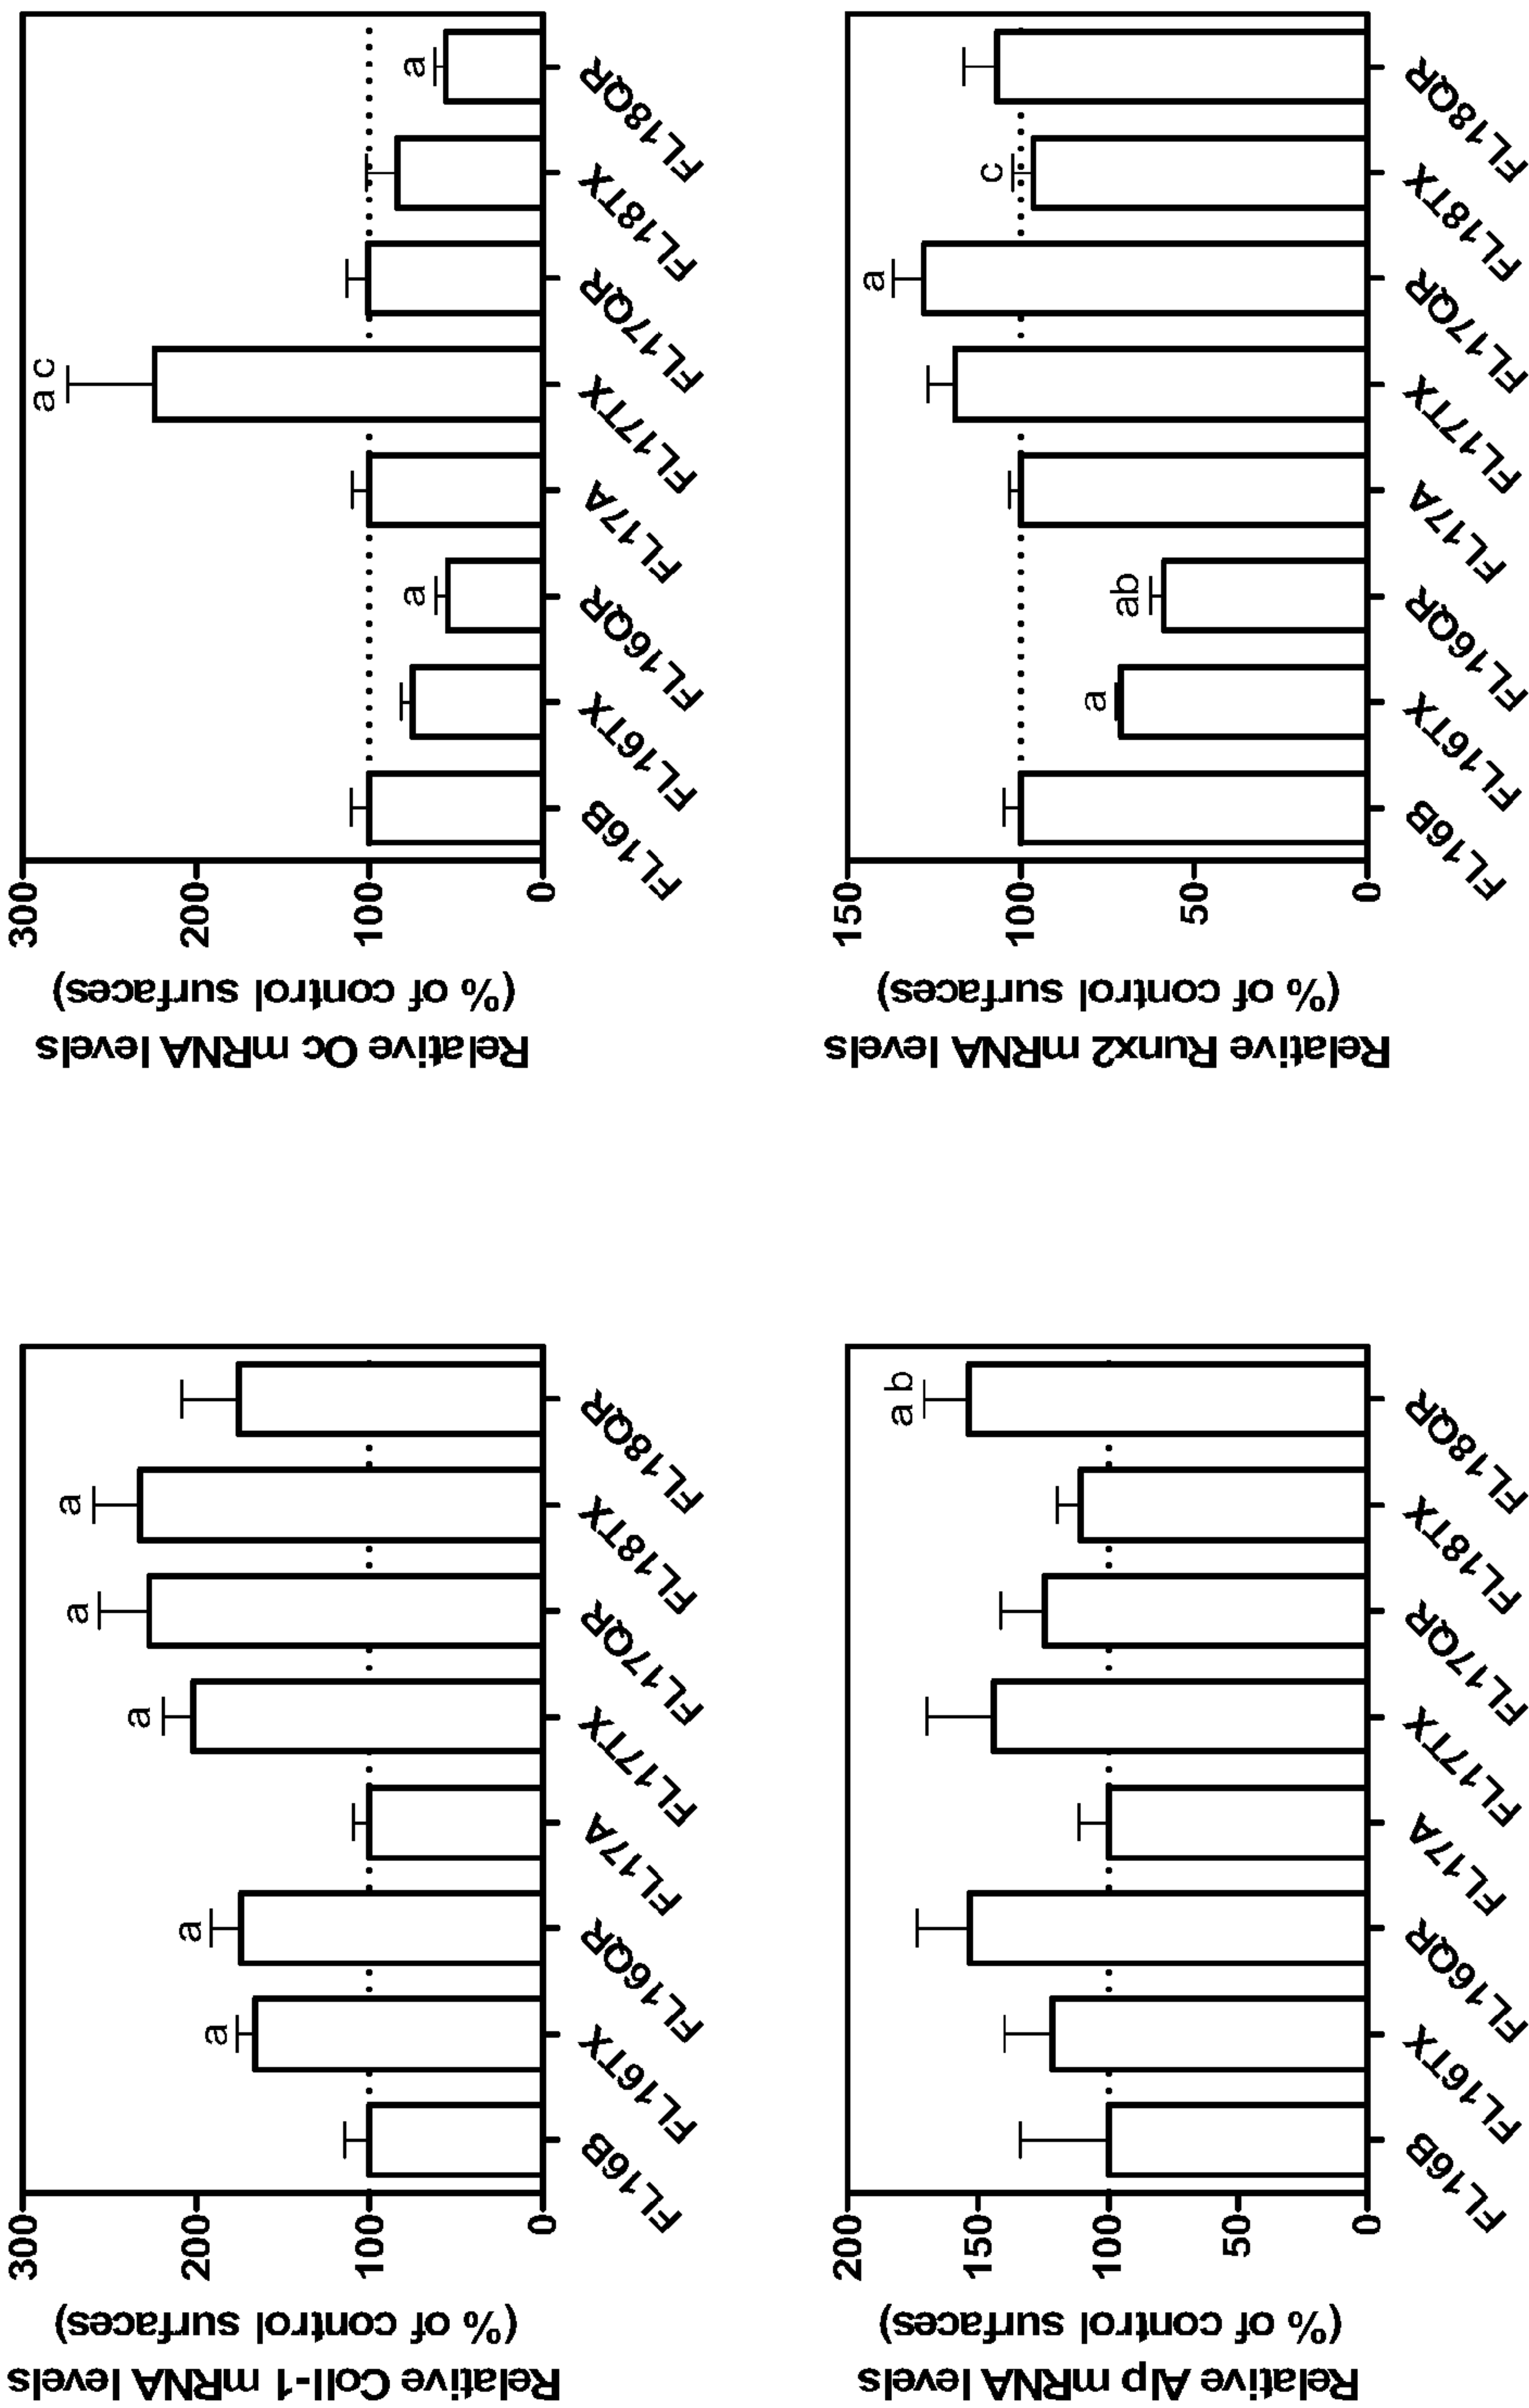 Relative Coll-1 mRNA levels
(% of control surfaces)
300
200
100
0
a
a
a
a
a
FL16B
FL16TX
FL16QR
FL17A
FL17TX
FL17QR
FL18TX
FL18QR
Relative Oc mRNA levels
(% of control surfaces)
300
200
100
0
a
a c
a
FL16B
FL16TX
FL16QR
FL17A
FL17TX
FL17QR
FL18TX
FL18QR
Relative Alp mRNA levels
(% of control surfaces)
200
150
100
50
0
a b
FL16B
FL16TX
FL16QR
FL17A
FL17TX
FL17QR
FL18TX
FL18QR
Relative Runx2 mRNA levels
(% of control surfaces)
150
100
50
0
a
ab
a
c
FL16B
FL16TX
FL16QR
FL17A
FL17TX
FL17QR
FL18TX
FL18QR